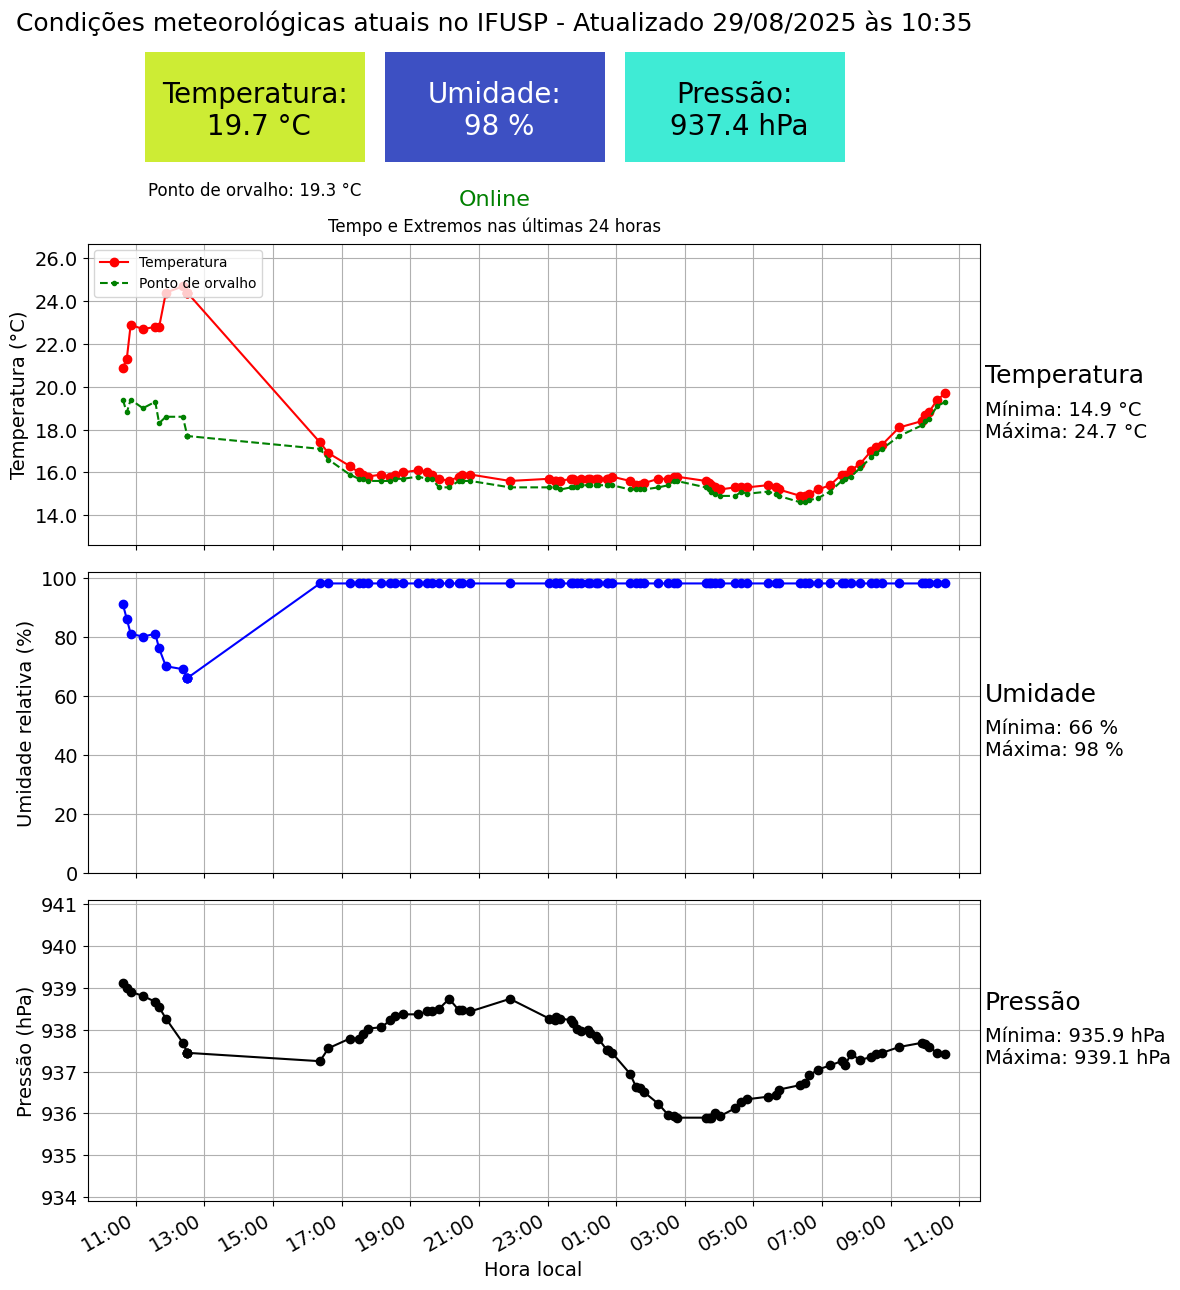 Condições meteorológicas atuais no IFUSP - Atualizado 29/08/2025 às 10:35
Temperatura:
19.7 °C
Umidade:
98 %
Pressão:
937.4 hPa
Ponto de orvalho: 19.3 °C
Online
Tempo e Extremos nas últimas 24 horas
Temperatura (°C)
26.0
24.0
22.0
20.0
18.0
16.0
14.0
Temperatura
Ponto de orvalho
Temperatura
Mínima: 14.9 °C
Máxima: 24.7 °C
Umidade relativa (%)
100
80
60
40
20
0
Umidade
Mínima: 66 %
Máxima: 98 %
Pressão (hPa)
941
940
939
938
937
936
935
934
Pressão
Mínima: 935.9 hPa
Máxima: 939.1 hPa
11:00 13:00 15:00 17:00 19:00 21:00 23:00 01:00 03:00 05:00 07:00 09:00 11:00
Hora local